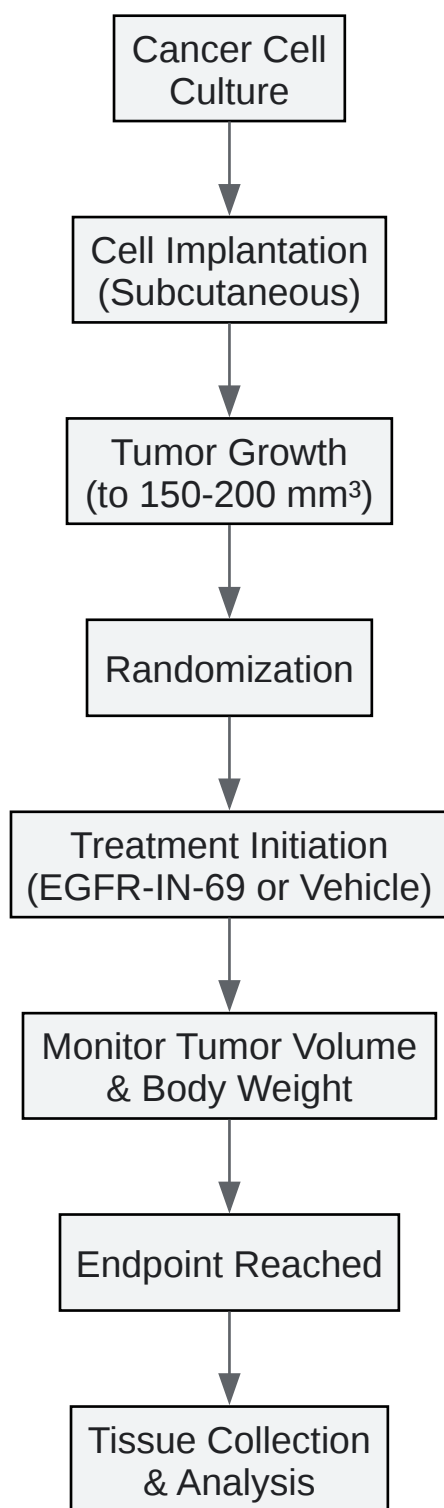 Cancer Cell
Culture
Cell Implantation
(Subcutaneous)
Tumor Growth
(to 150-200 mm³)
Randomization
Treatment Initiation
(EGFR-IN-69 or Vehicle)
Monitor Tumor Volume
& Body Weight
Endpoint Reached
Tissue Collection
& Analysis